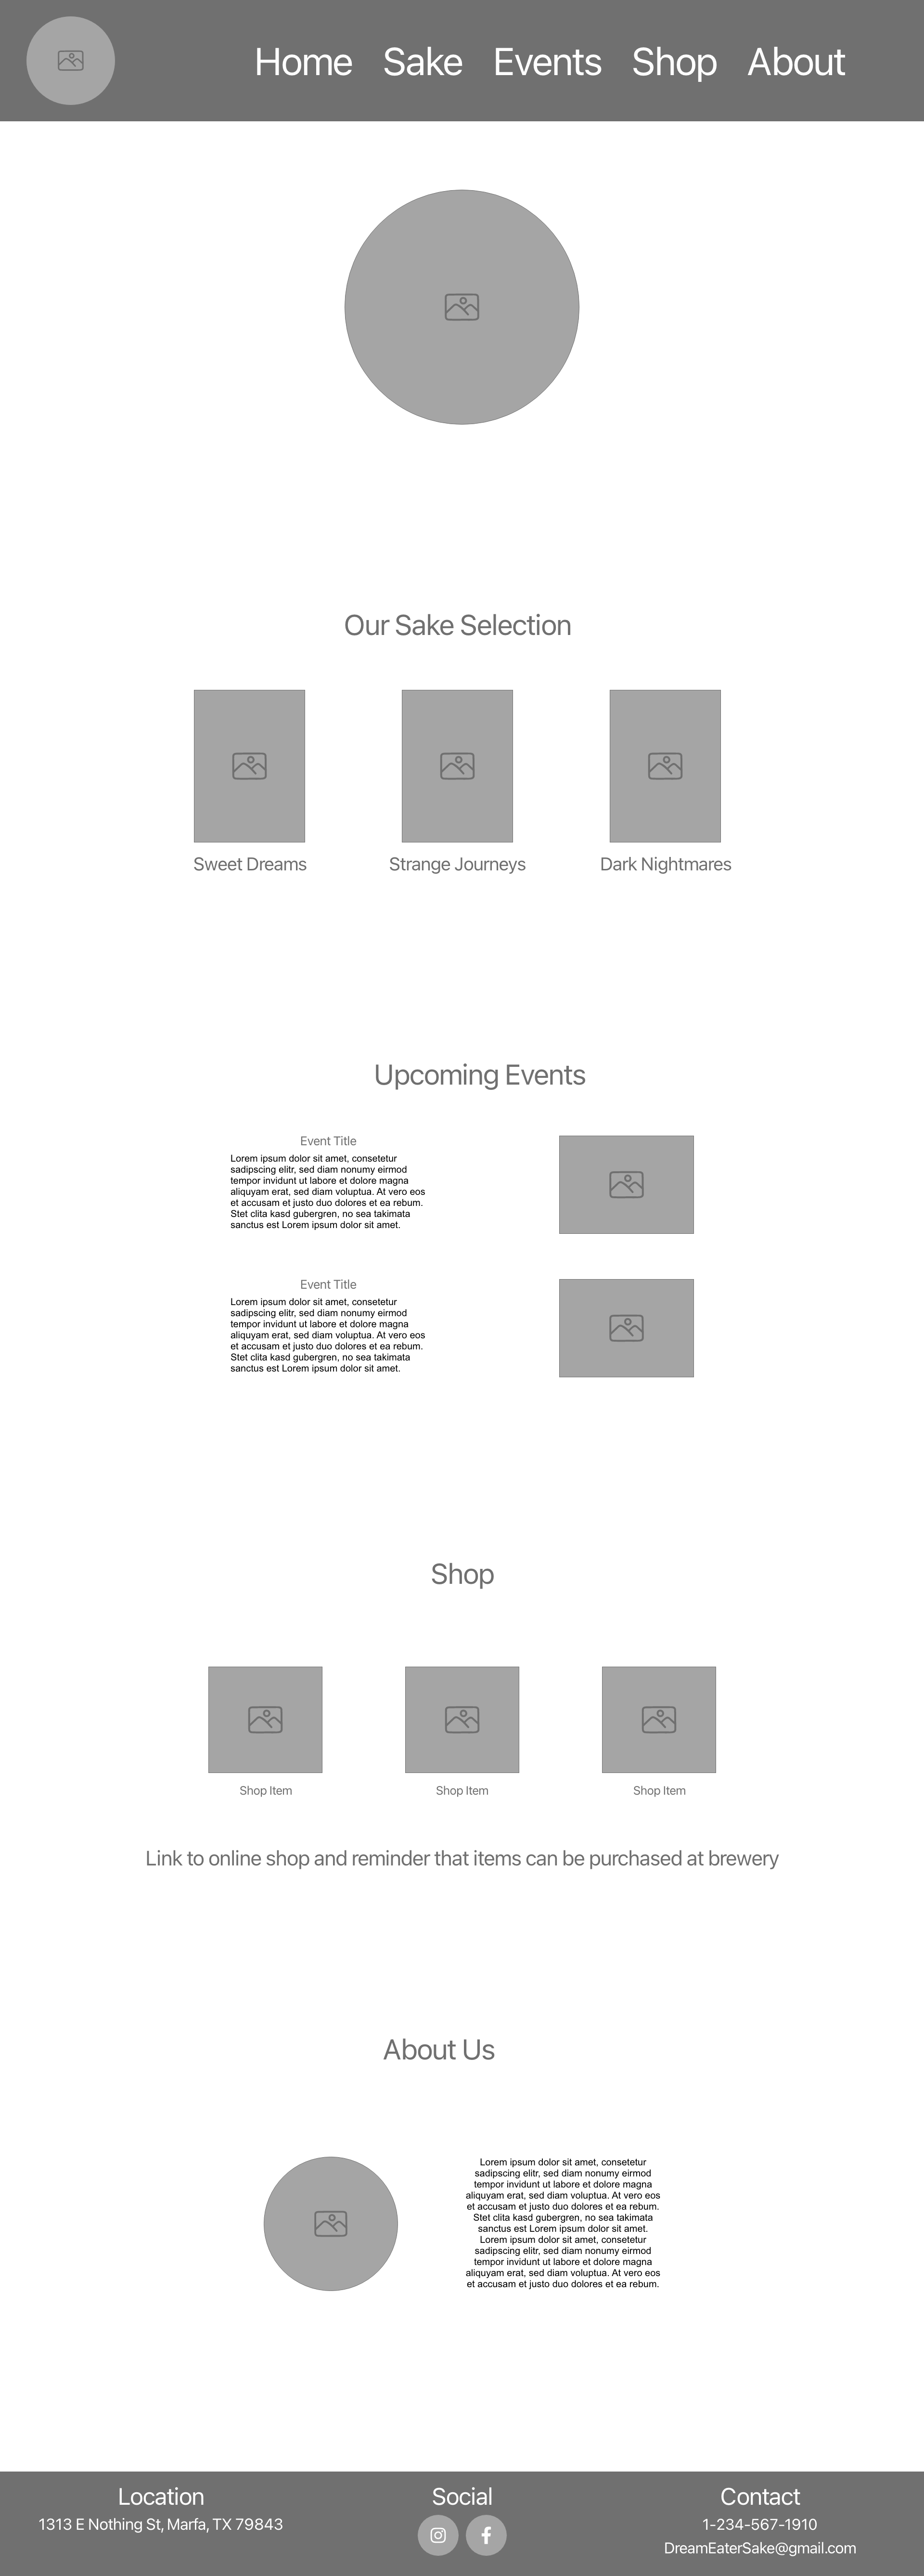 Home Sake Events Shop About
Our Sake Selection
Sweet Dreams
Strange Journeys
Dark Nightmares
Upcoming Events
Event Title
Lorem ipsum dolor sit amet, consetetur
sadipscing elitr, sed diam nonumy eirmod
tempor invidunt ut labore et dolore magna
aliquyam erat, sed diam voluptua. At vero eos
et accusam et justo duo dolores et ea rebum.
Stet clita kasd gubergren, no sea takimata
sanctus est Lorem ipsum dolor sit amet.
Event Title
Lorem ipsum dolor sit amet, consetetur
sadipscing elitr, sed diam nonumy eirmod
tempor invidunt ut labore et dolore magna
aliquyam erat, sed diam voluptua. At vero eos
et accusam et justo duo dolores et ea rebum.
Stet clita kasd gubergren, no sea takimata
sanctus est Lorem ipsum dolor sit amet.
Shop
Shop Item
Shop Item
Shop Item
Link to online shop and reminder that items can be purchased at brewery
About Us
Lorem ipsum dolor sit amet, consetetur
sadipscing elitr, sed diam nonumy eirmod
tempor invidunt ut labore et dolore magna
aliquyam erat, sed diam voluptua. At vero eos
et accusam et justo duo dolores et ea rebum.
Stet clita kasd gubergren, no sea takimata
sanctus est Lorem ipsum dolor sit amet.
Lorem ipsum dolor sit amet, consetetur
sadipscing elitr, sed diam nonumy eirmod
tempor invidunt ut labore et dolore magna
aliquyam erat, sed diam voluptua. At vero eos
et accusam et justo duo dolores et ea rebum.
Location
1313 E Nothing St, Marfa, TX 79843
Social
Contact
1-234-567-1910
DreamEaterSake@gmail.com